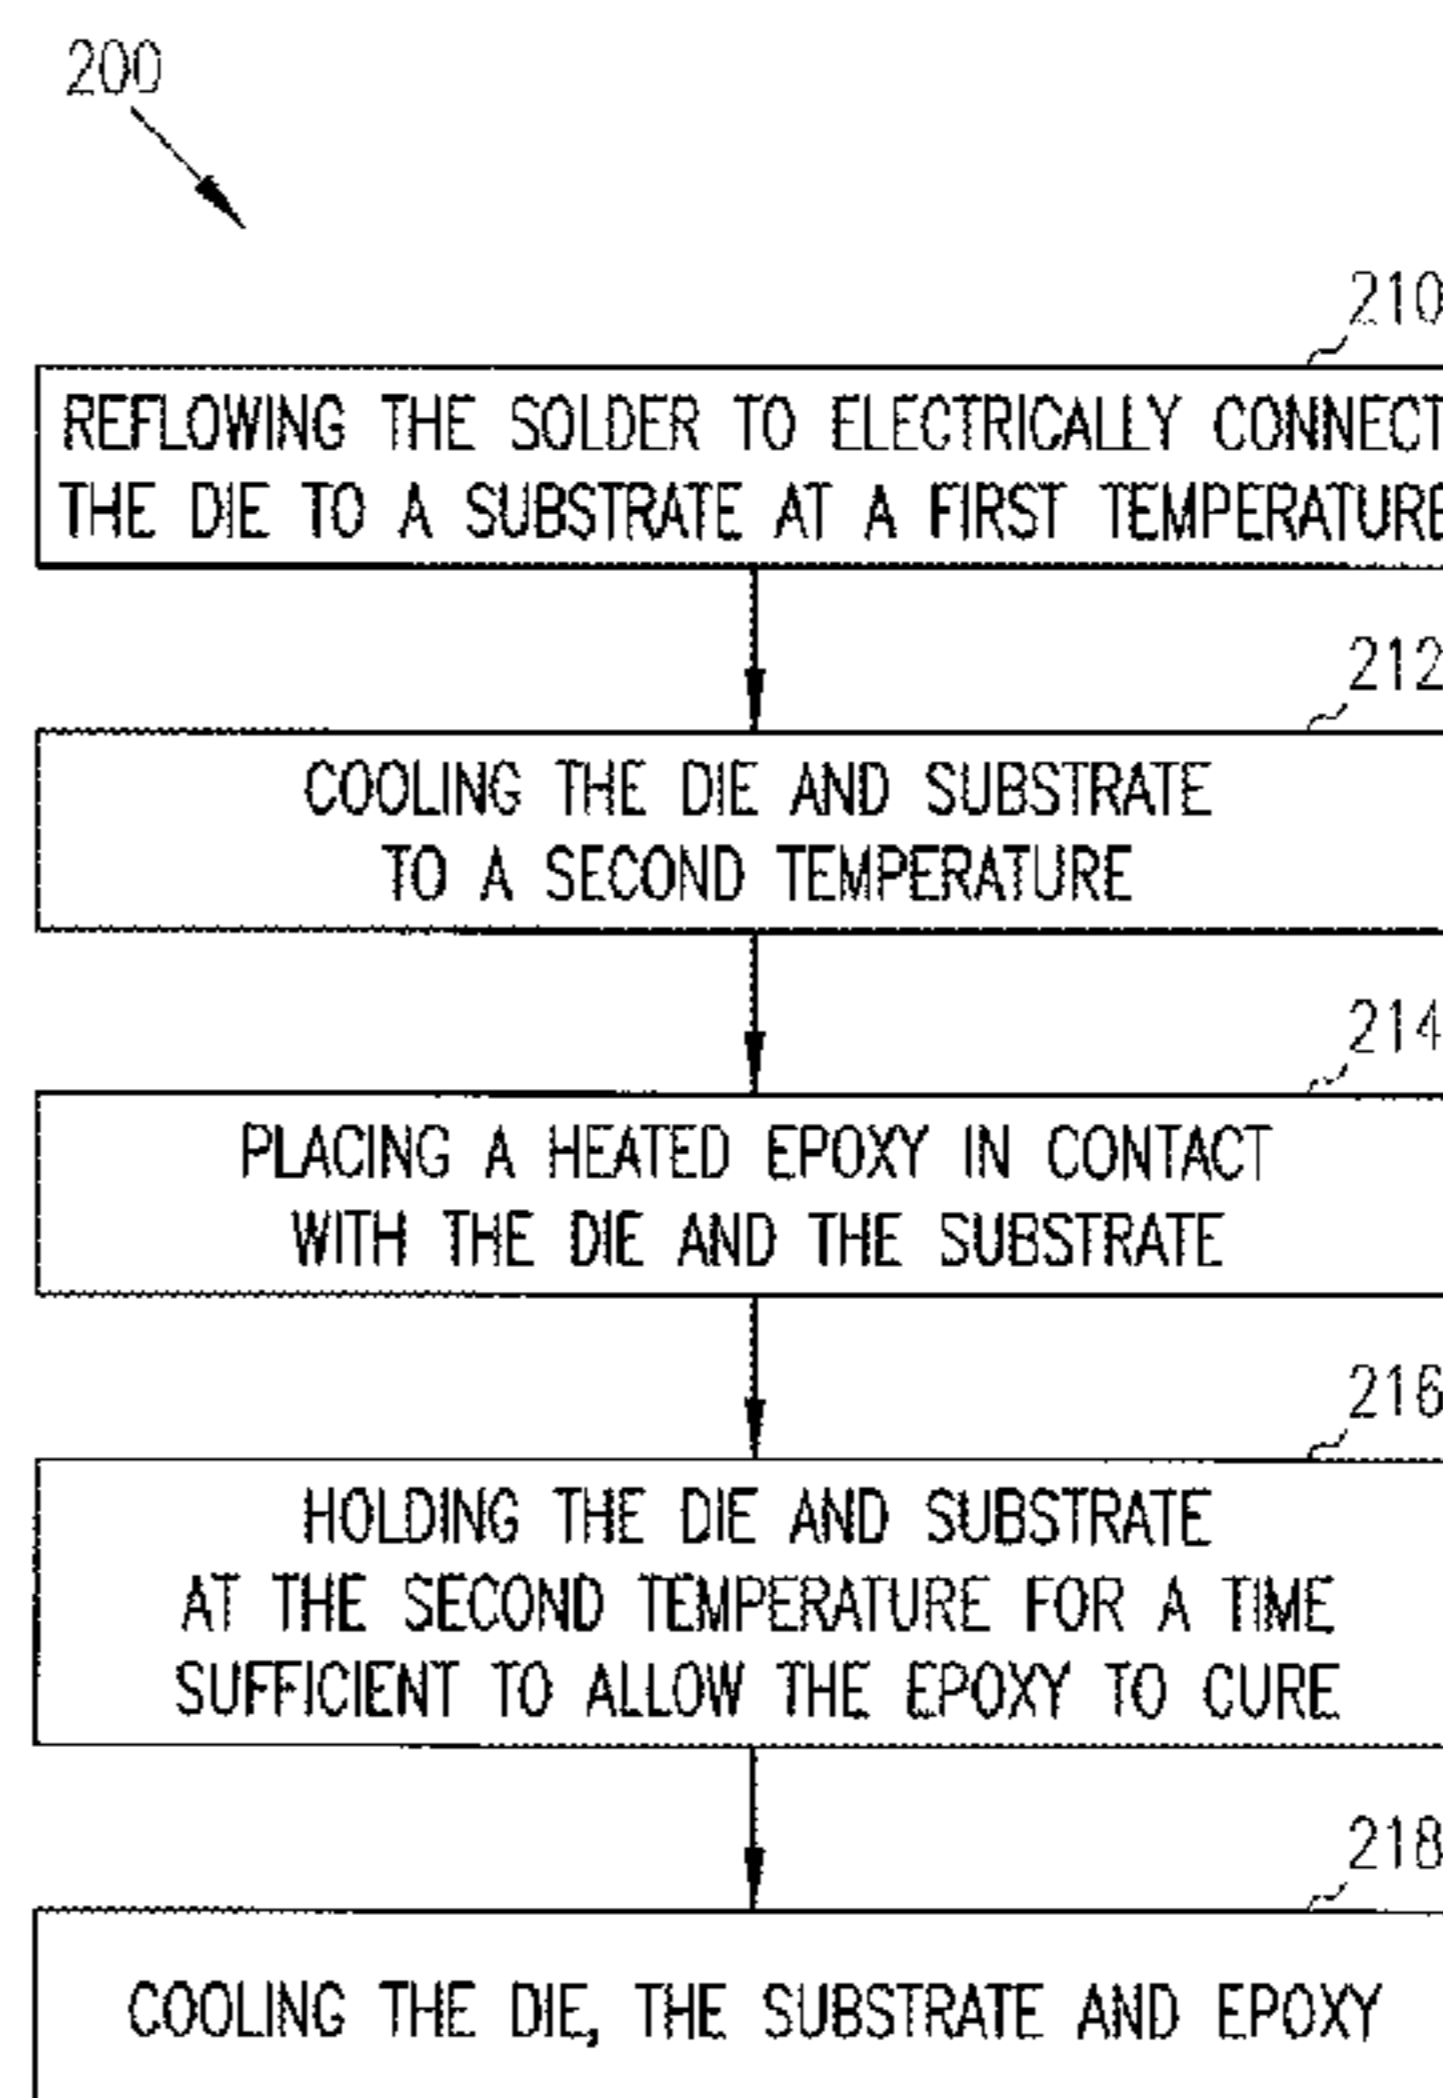 200
210
REFLOWING THE SOLDER TO ELECTRICALLY CONNECT
THE DIE TO A SUBSTRATE AT A FIRST TEMPERATURE
212
COOLING THE DIE AND SUBSTRATE
TO A SECOND TEMPERATURE
214
PLACING A HEATED EPOXY IN CONTACT
WITH THE DIE AND THE SUBSTRATE
216
HOLDING THE DIE AND SUBSTRATE
AT THE SECOND TEMPERATURE FOR A TIME
SUFFICIENT TO ALLOW THE EPOXY TO CURE
218
COOLING THE DIE, THE SUBSTRATE AND EPOXY